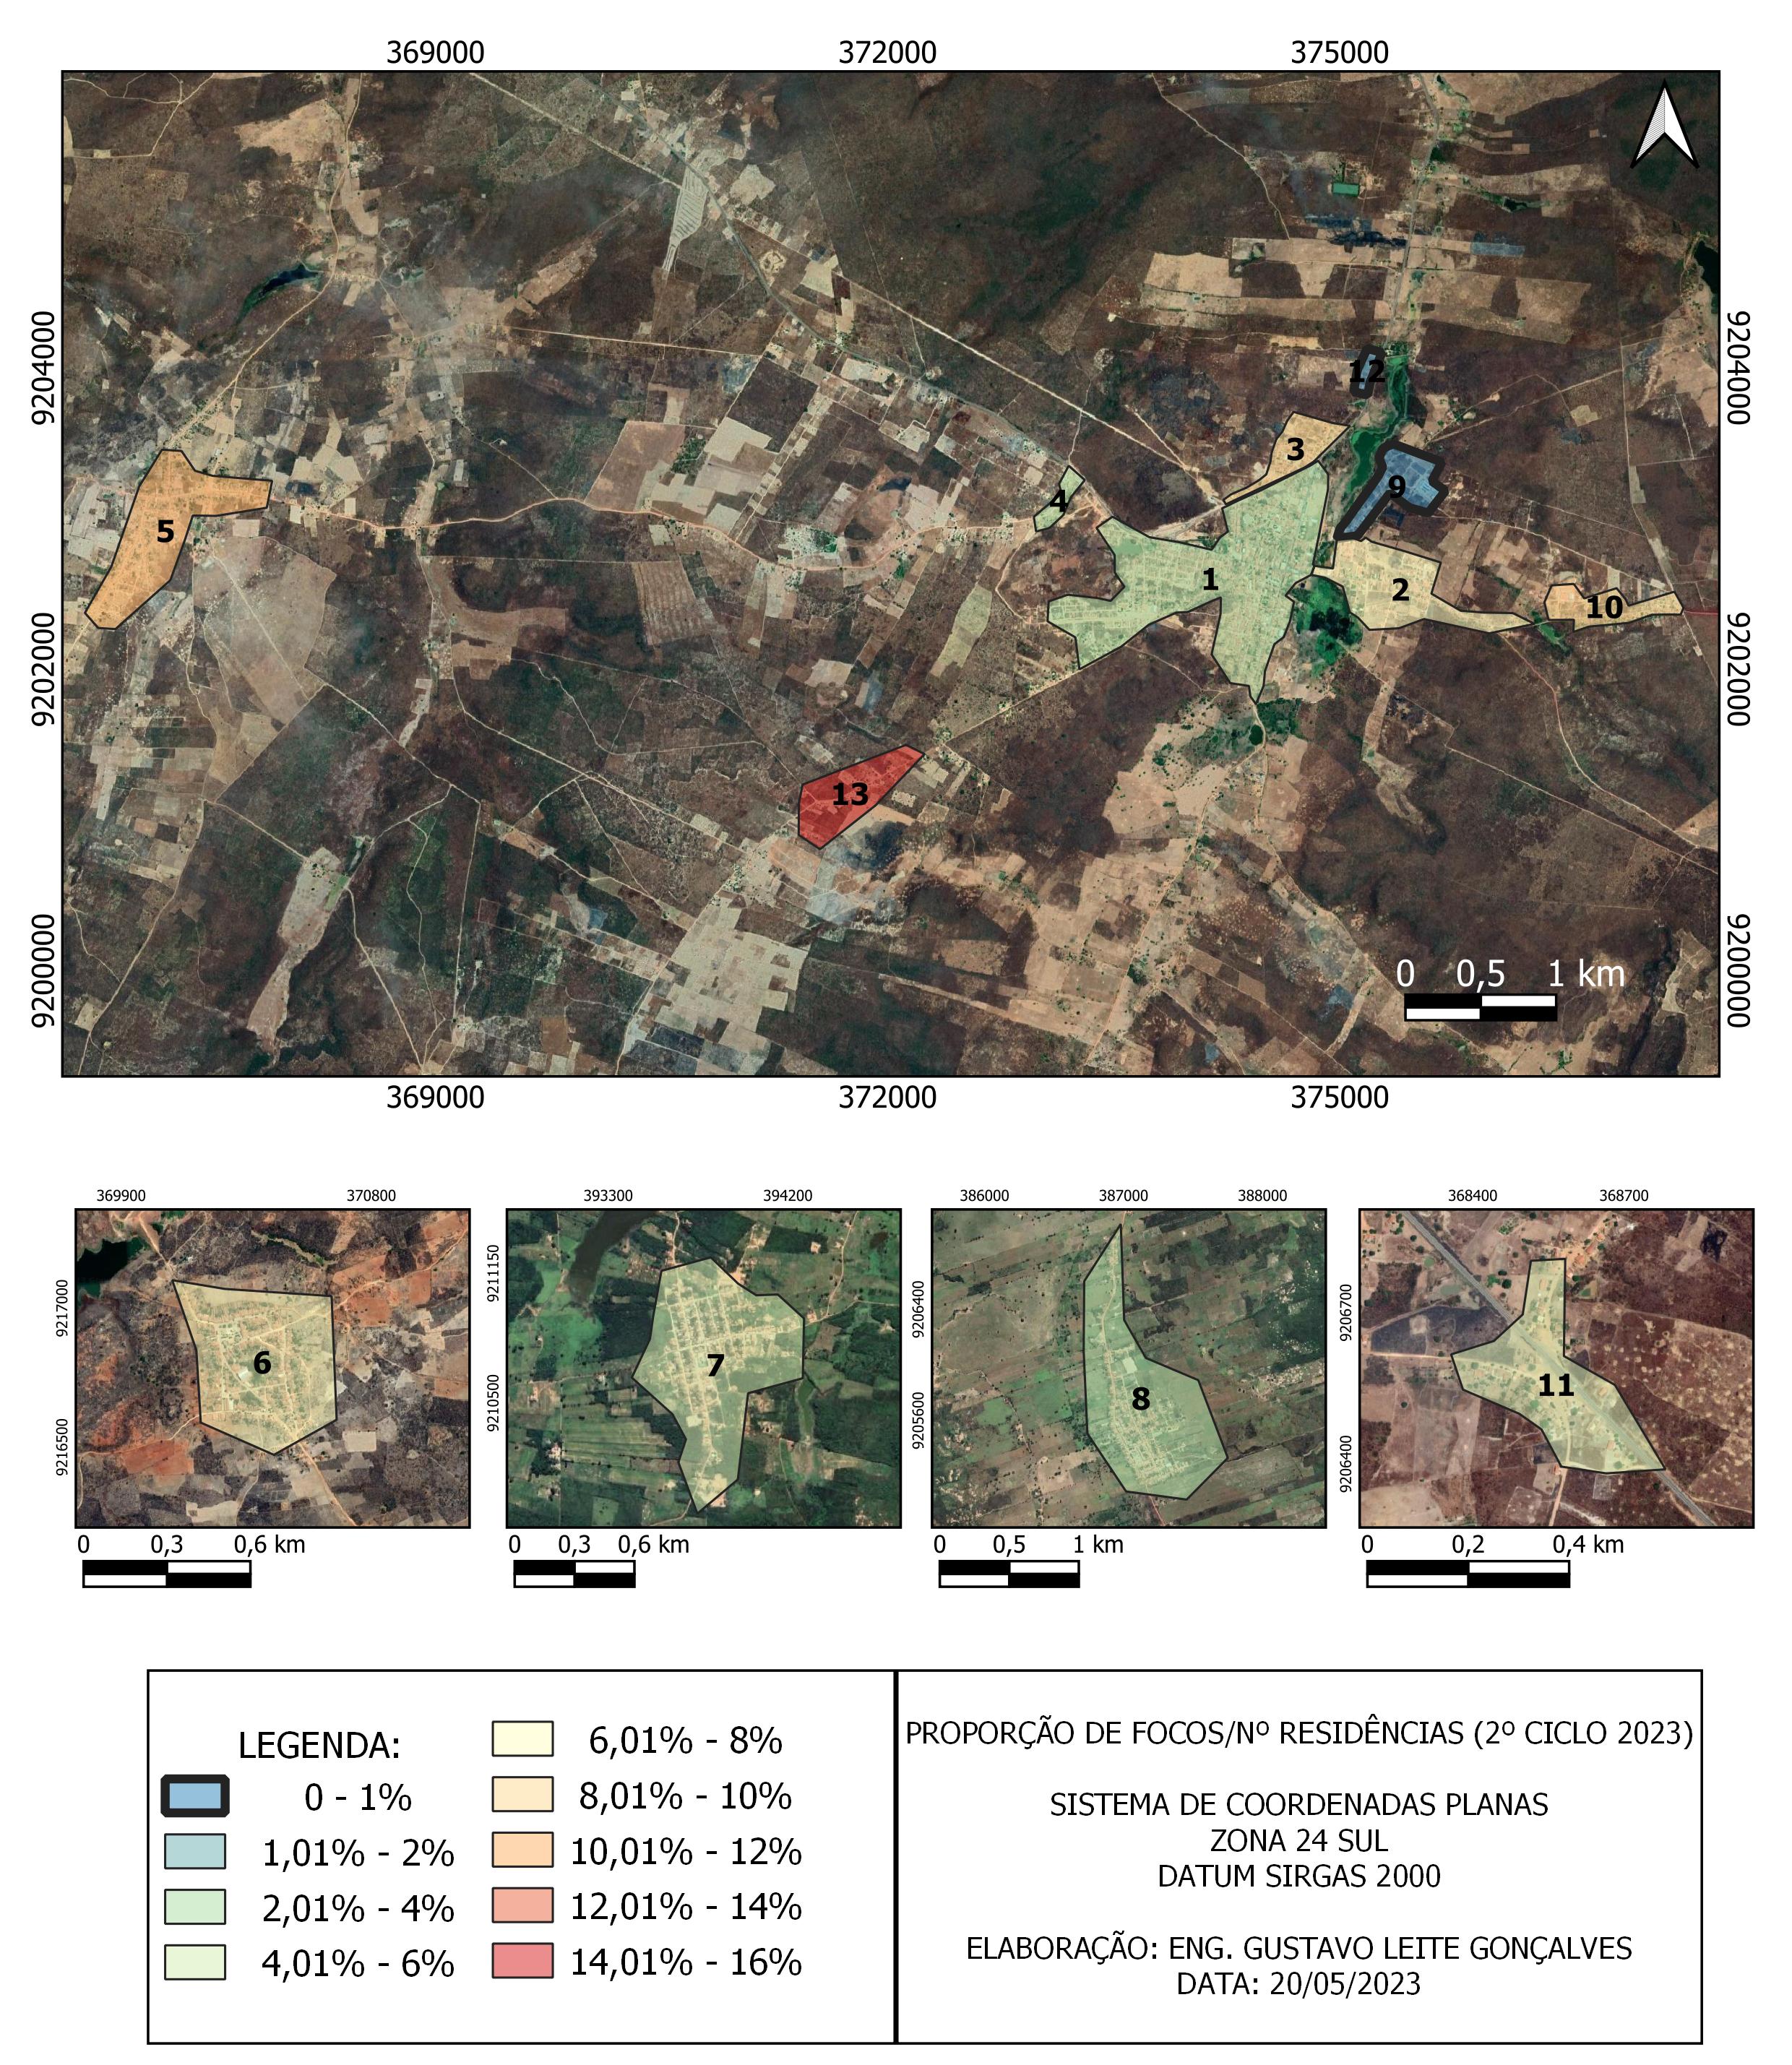 369000 372000 375000
9204000
9202000
9200000
9204000
9202000
9200000
12
3
9
4
5
1
2
10
13
0 0,5 1 km
369000 372000 375000
369900 370800
9217000
9216500
6
0 0,3 0,6 km
393300 394200
9211150
9210500
7
0 0,3 0,6 km
386000 387000 388000
9206400
9205600
8
0 0,5 1 km
368400 368700
9206700
9206400
11
0 0,2 0,4 km
LEGENDA:
0 - 1%
1,01% - 2%
2,01% - 4%
4,01% - 6%
6,01% - 8%
8,01% - 10%
10,01% - 12%
12,01% - 14%
14,01% - 16%
PROPORÇÃO DE FOCOS/Nº RESIDÊNCIAS (2º CICLO 2023)
SISTEMA DE COORDENADAS PLANAS
ZONA 24 SUL
DATUM SIRGAS 2000
ELABORAÇÃO: ENG. GUSTAVO LEITE GONÇALVES
DATA: 20/05/2023